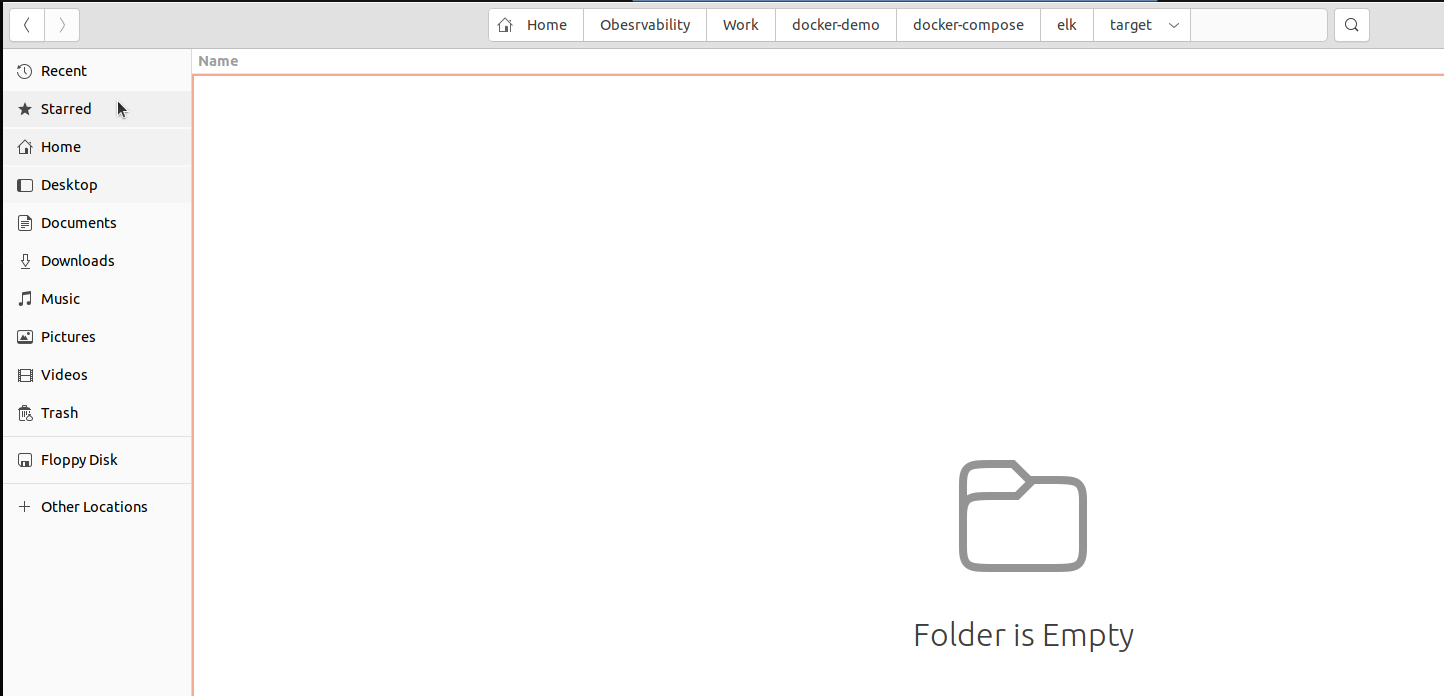 Home Obesrvability Work docker-demo docker-compose elk target
Name
Recent
Starred
Home
Desktop
Documents
Downloads
Music
Pictures
Videos
Trash
Floppy Disk
Other Locations
Folder is Empty